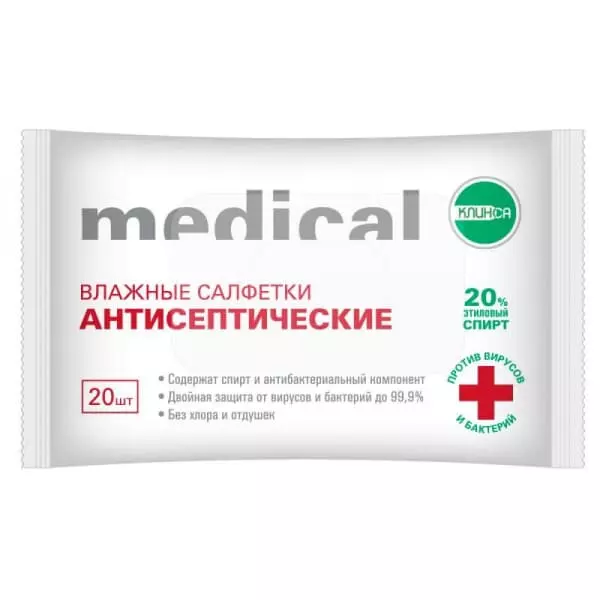 medical
КЛИНСА
ВЛАЖНЫЕ САЛФЕТКИ
АНТИСЕПТИЧЕСКИЕ
20%
ЭТИЛОВЫЙ
СПИРТ
20шт
• Содержат спирт и антибактериальный компонент
• Двойная защита от вирусов и бактерий до 99,9%
• Без хлора и отдушек
ПРОТИВ ВИРУСОВ
И БАКТЕРИЙ